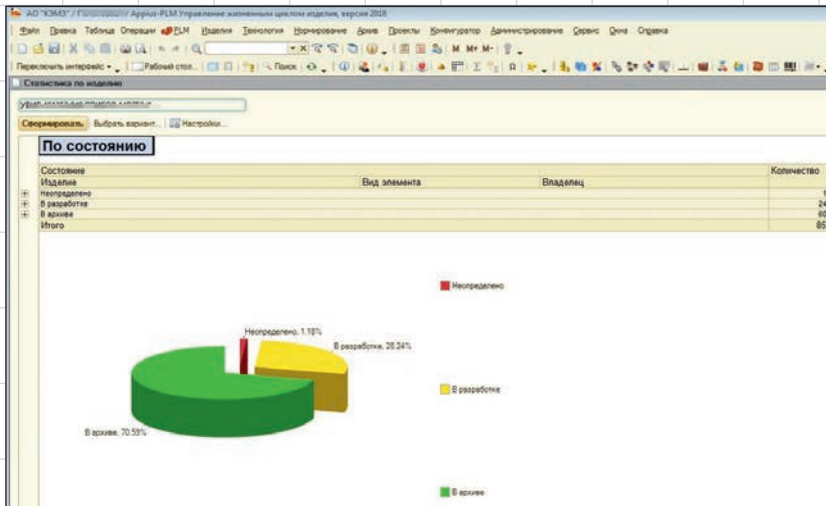 АО "КЭМЗ" / Appius-PLM.Управление жизненным циклом изделия, версия 2018
Файл Правка Таблица Операции PLM Изделия Технология Нормирование Архив Проекты Конфигуратор Администрирование Сервис Окна Справка
M M+ M-
Переключить интерфейс Рабочий стол... Поиск
Статистика по изделию
Сформировать Выбрать вариант... Настройки...
По состоянию
Состояние Количество
Изделие Вид элемента Владелец
Неопределено 1
В разработке 24
В архиве 60
Итого 85
Неопределено
Неопределено, 1.18%
В разработке, 28.24%
В разработке
В архиве, 70.59%
В архиве